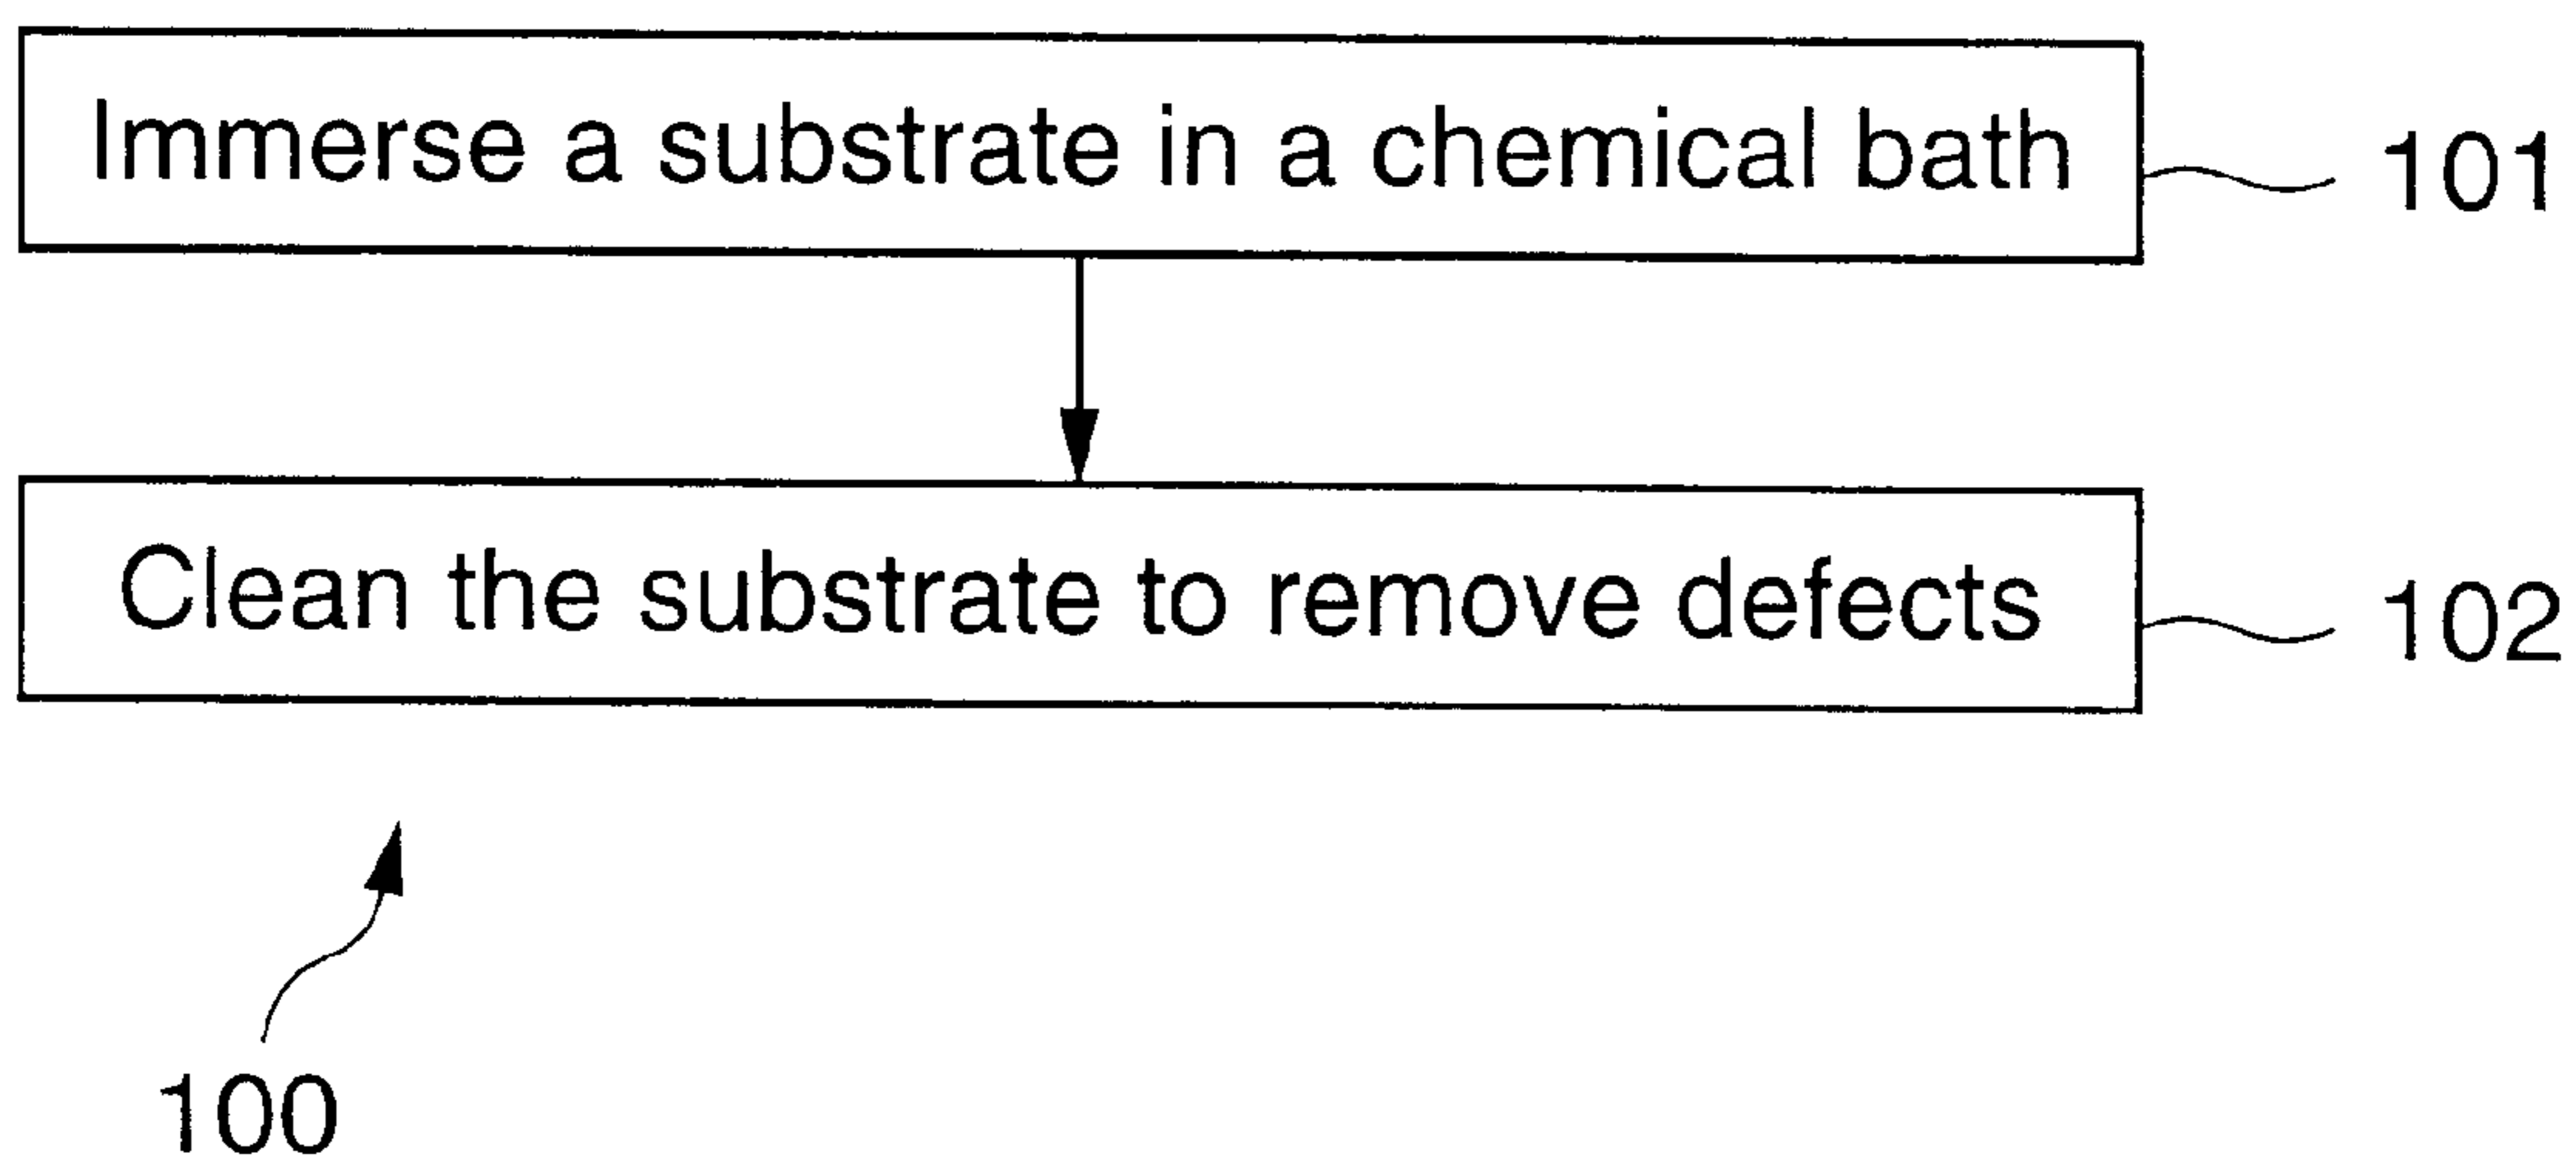 Immerse a substrate in a chemical bath
101
Clean the substrate to remove defects
102
100